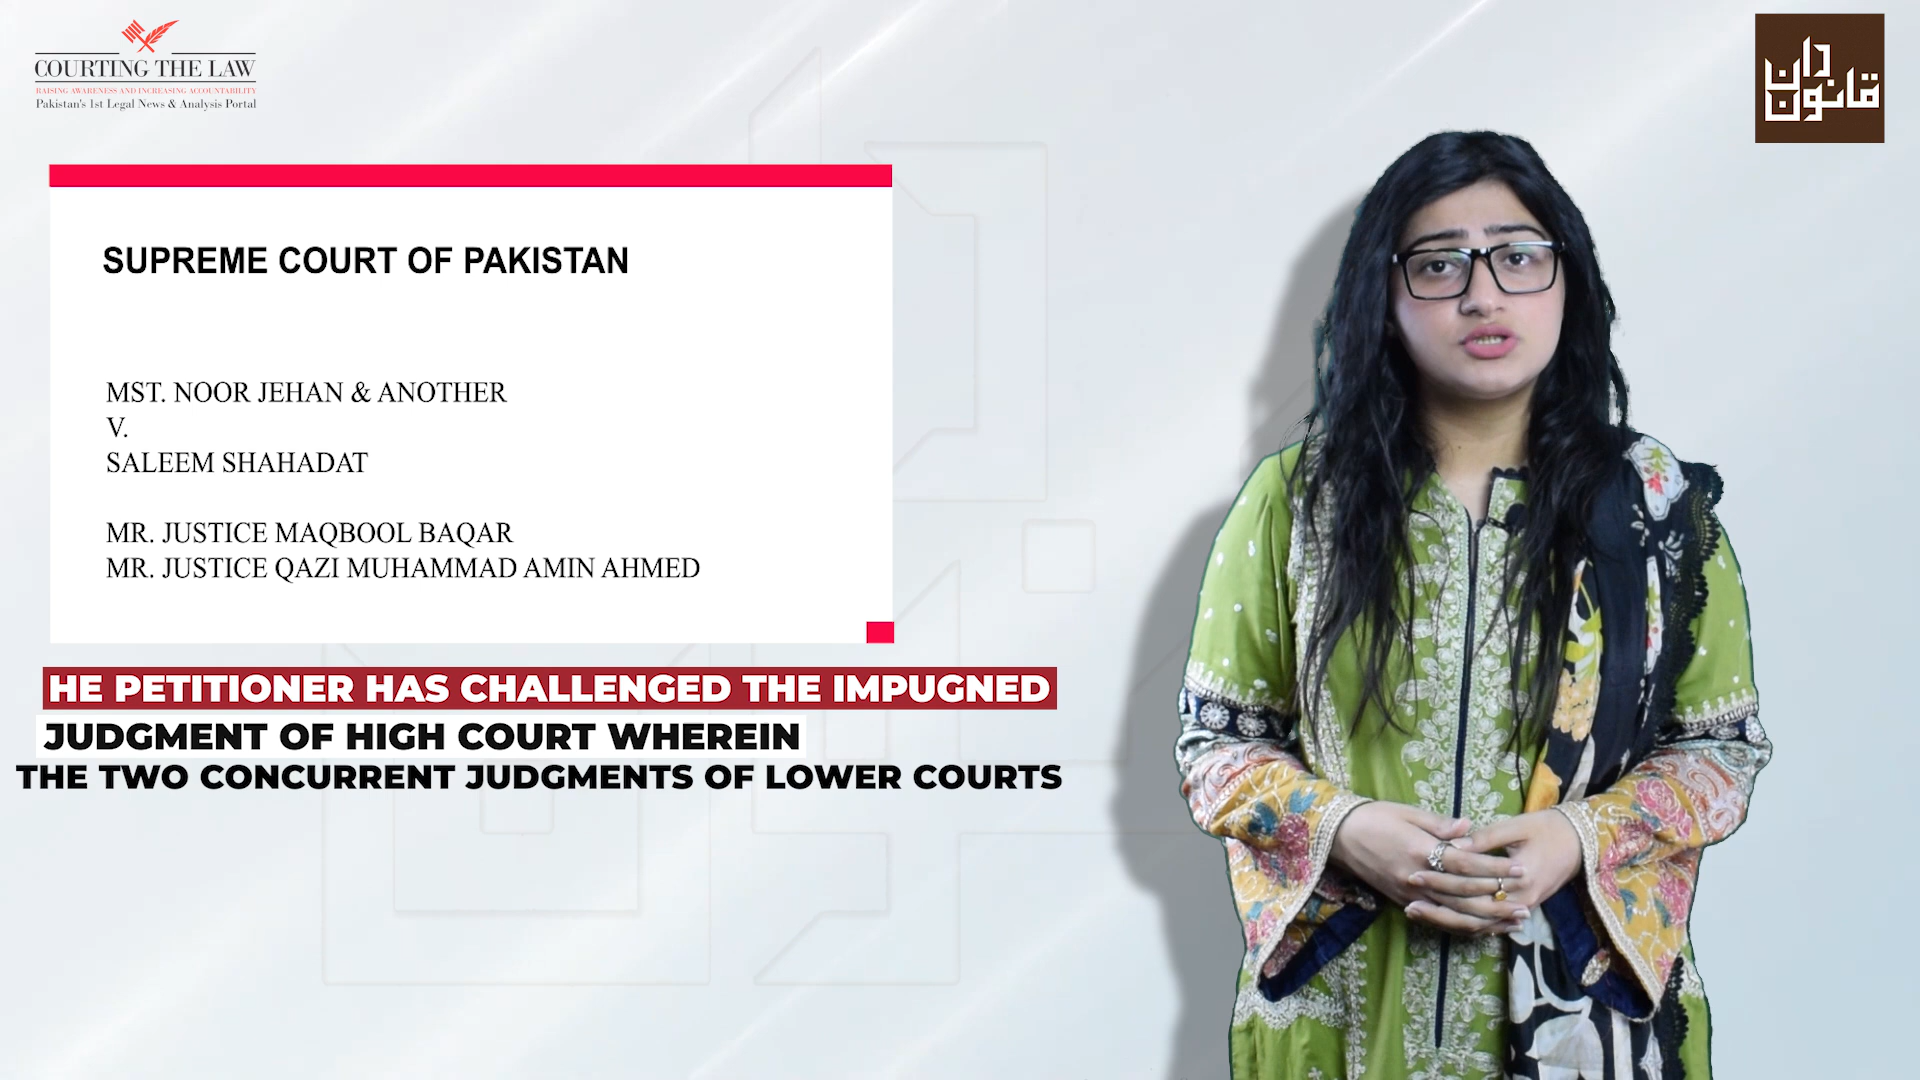 COURTING THE LAW
RAISING AWARENESS AND INCREASING ACCOUNTABILITY
Pakistan's 1st Legal News & Analysis Portal
قانون دان
SUPREME COURT OF PAKISTAN
MST. NOOR JEHAN & ANOTHER
V.
SALEEM SHAHADAT
MR. JUSTICE MAQBOOL BAQAR
MR. JUSTICE QAZI MUHAMMAD AMIN AHMED
HE PETITIONER HAS CHALLENGED THE IMPUGNED
JUDGMENT OF HIGH COURT WHEREIN
THE TWO CONCURRENT JUDGMENTS OF LOWER COURTS